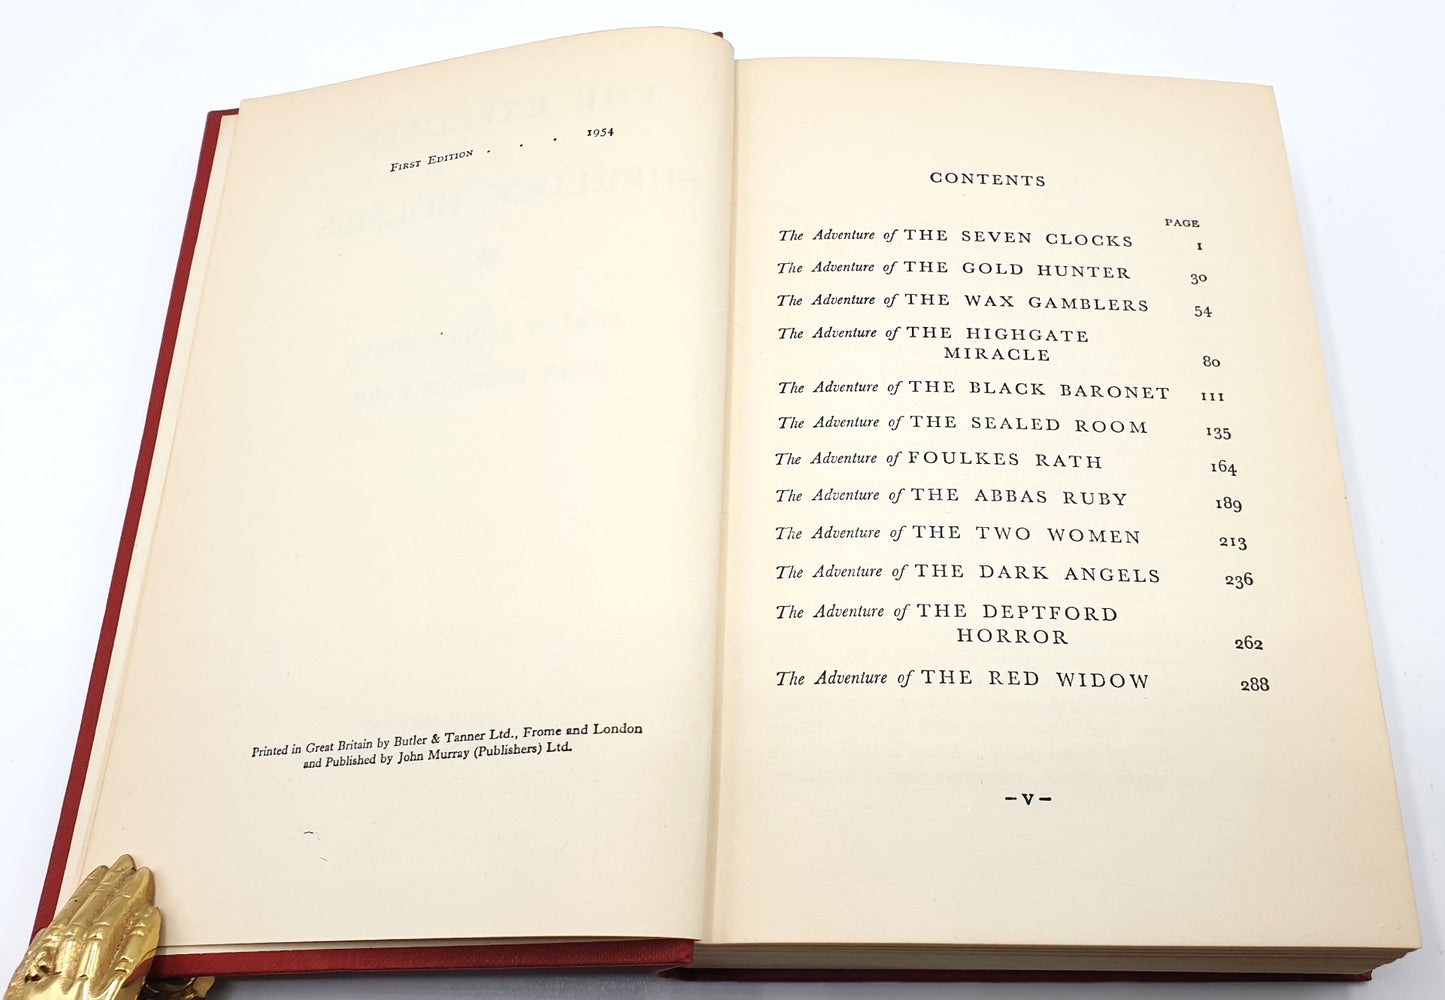 First Edition . . . 1954
Printed in Great Britain by Butler & Tanner Ltd., Frome and London
and Published by John Murray (Publishers) Ltd.
CONTENTS
PAGE
The Adventure of THE SEVEN CLOCKS 1
The Adventure of THE GOLD HUNTER 30
The Adventure of THE WAX GAMBLERS 54
The Adventure of THE HIGHGATE
MIRACLE 80
The Adventure of THE BLACK BARONET 111
The Adventure of THE SEALED ROOM 135
The Adventure of FOULKES RATH 164
The Adventure of THE ABBAS RUBY 189
The Adventure of THE TWO WOMEN 213
The Adventure of THE DARK ANGELS 236
The Adventure of THE DEPTFORD
HORROR 262
The Adventure of THE RED WIDOW 288
– v –